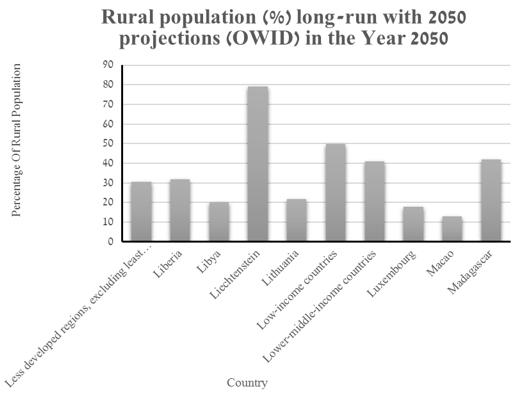 Rural population (%) long-run with 2050
projections (OWID) in the Year 2050
Percentage Of Rural Population
90
80
70
60
50
40
30
20
10
0
Less developed regions, excluding least…
Liberia
Libya
Liechtenstein
Lithuania
Low-income countries
Lower-middle-income countries
Luxembourg
Macao
Madagascar
Country